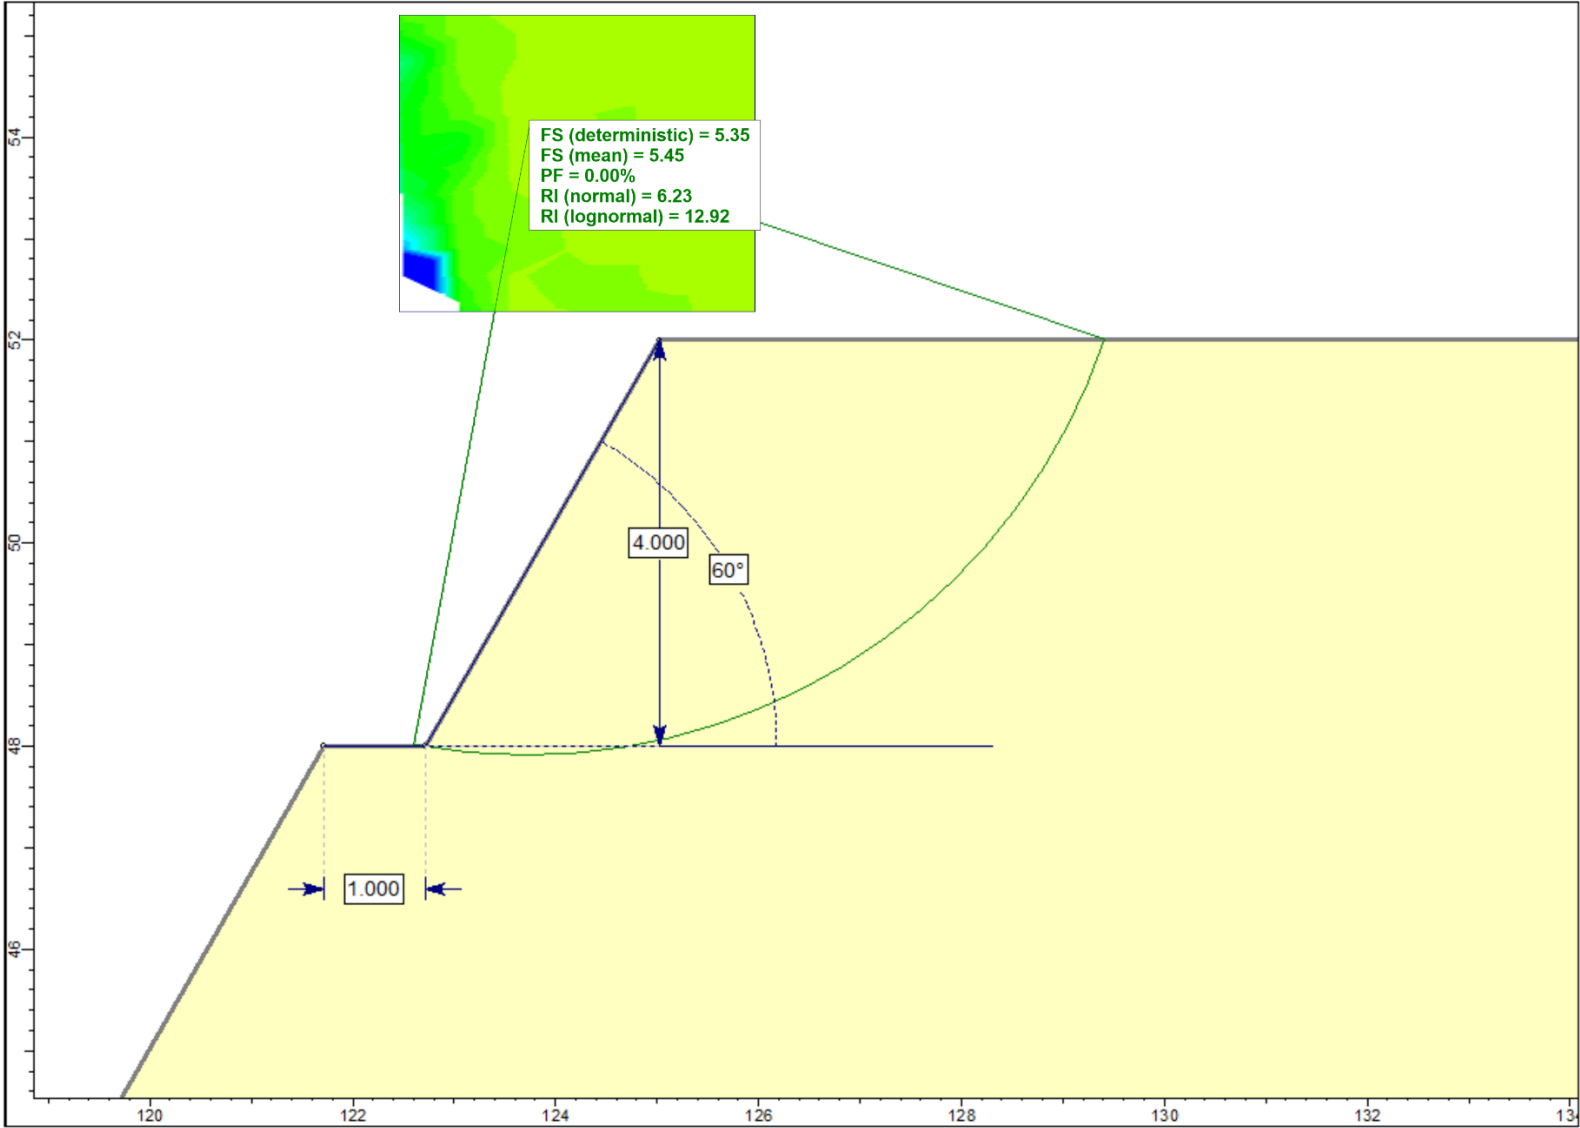 FS (deterministic) = 5.35
FS (mean) = 5.45
PF = 0.00%
RI (normal) = 6.23
RI (lognormal) = 12.92
54
52
50
48
46
4.000
60°
1.000
120 122 124 126 128 130 132 134